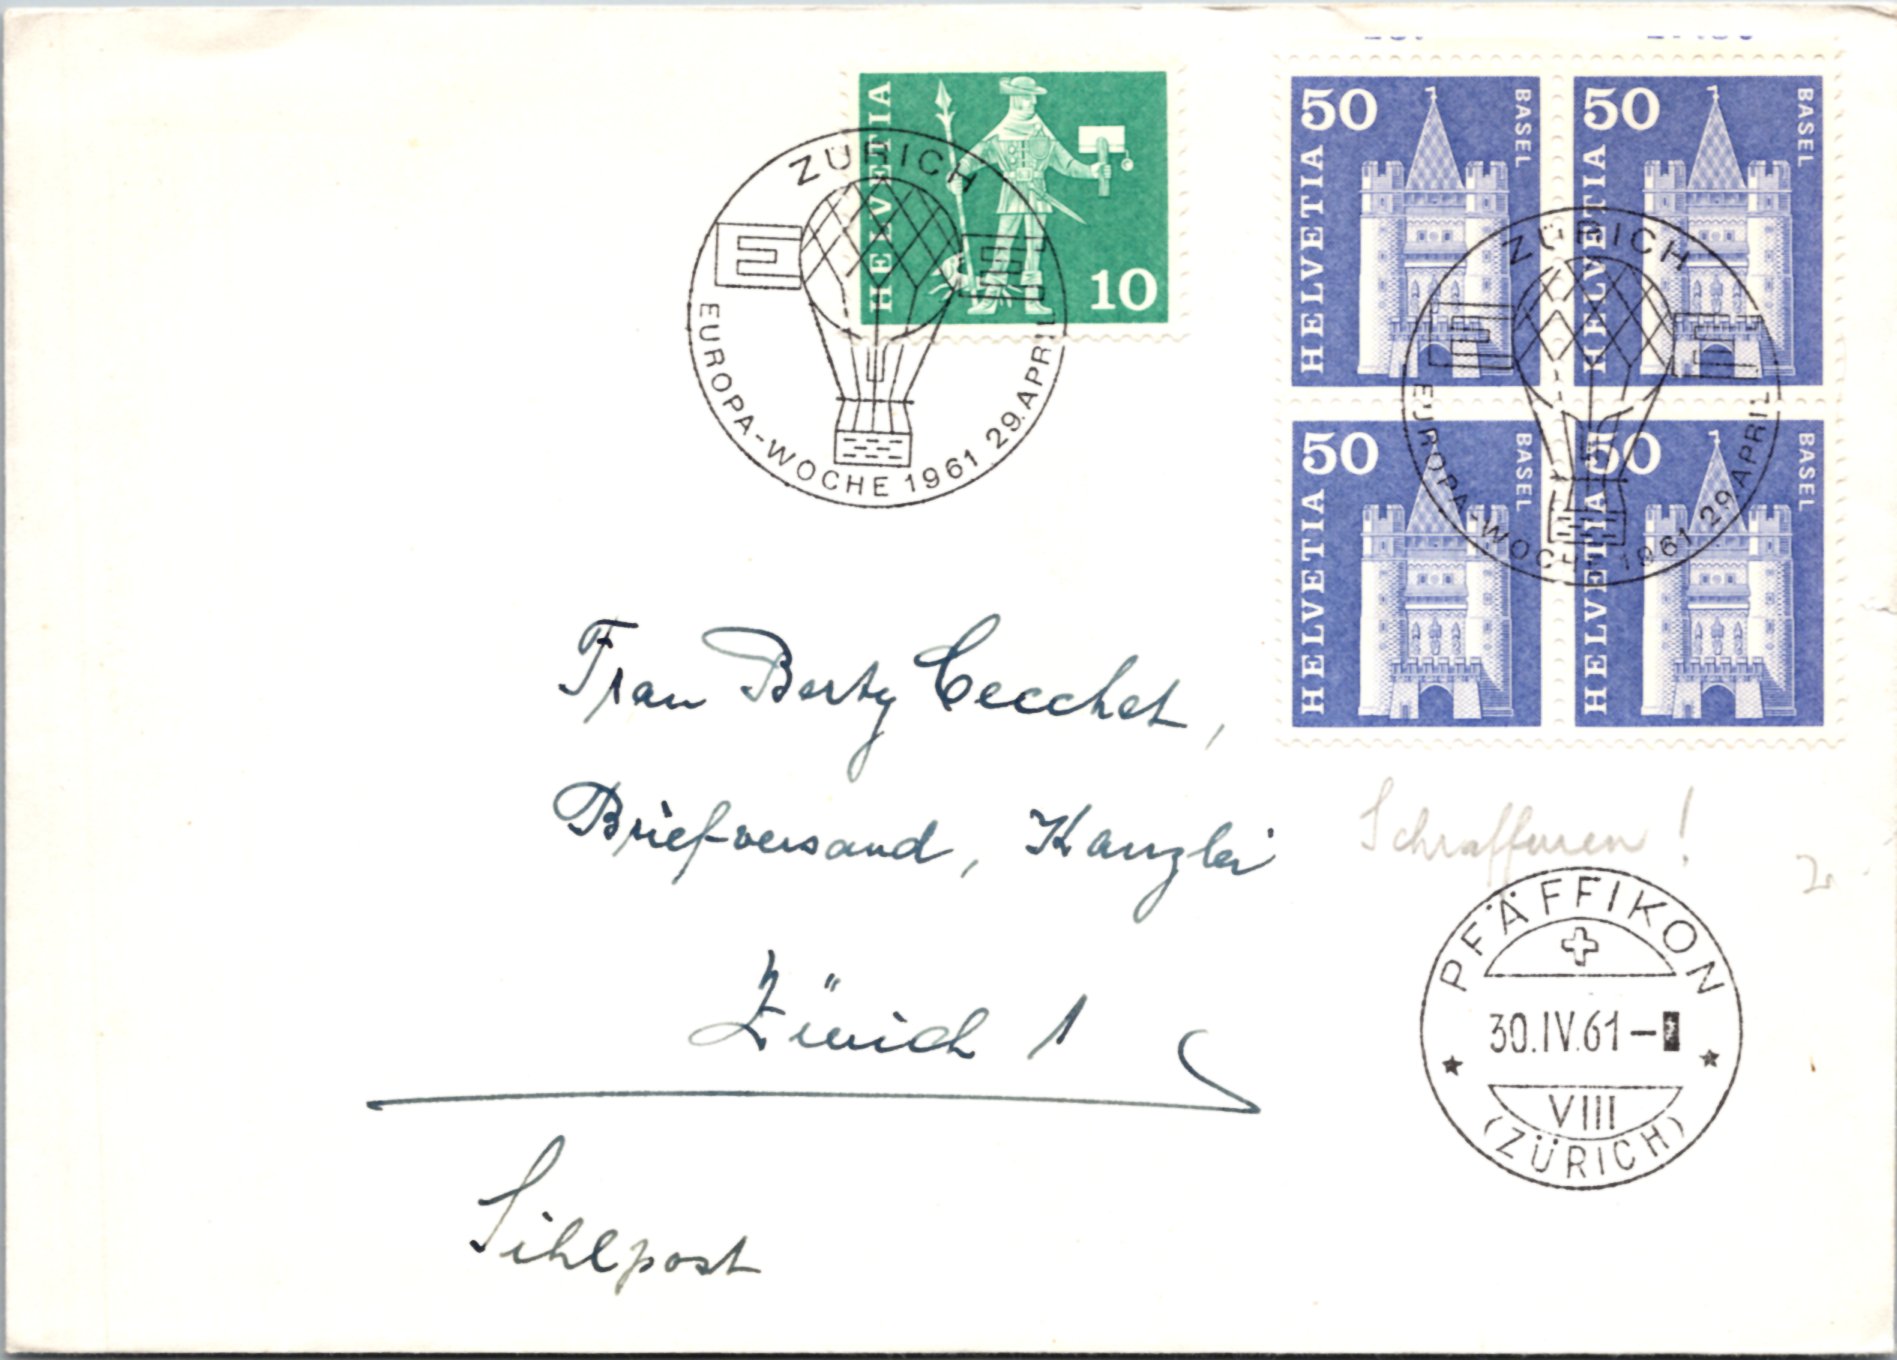 HELVETIA
10
ZÜRICH
E E
EUROPA-WOCHE 1961 29.APRIL
50 BASEL
HELVETIA
50 BASEL
HELVETIA
50 BASEL
HELVETIA
50 BASEL
HELVETIA
ZÜRICH
E E
EUROPA-WOCHE 1961 29.APRIL
Frau Berty Cecchet,
Briefversand, Kanzlei
Zürich 1
Sihlpost
Schraffuren!
PFÄFFIKON
30.IV.61-
VIII
(ZÜRICH)